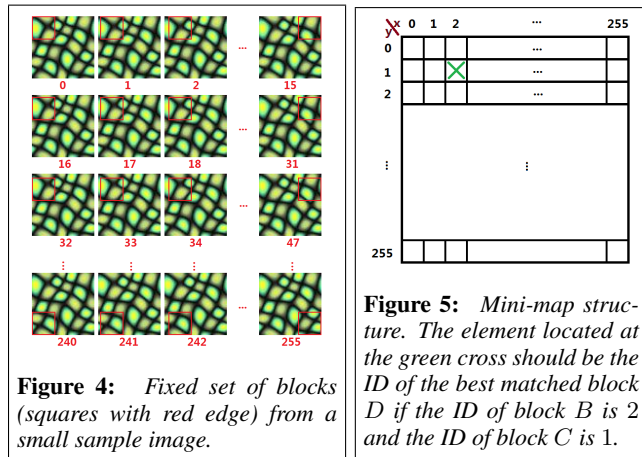 ... 
0 1 2 15
...
16 17 18 31
...
32 33 34 47
⋮ ⋮ ⋮ ⋮
...
240 241 242 255
Figure 4: Fixed set of blocks
(squares with red edge) from a
small sample image.
x 0 1 2 ... 255
y
0 ...
1 ...
2 ...
⋮ ⋮
255
Figure 5: Mini-map struc-
ture. The element located at
the green cross should be the
ID of the best matched block
D if the ID of block B is 2
and the ID of block C is 1.